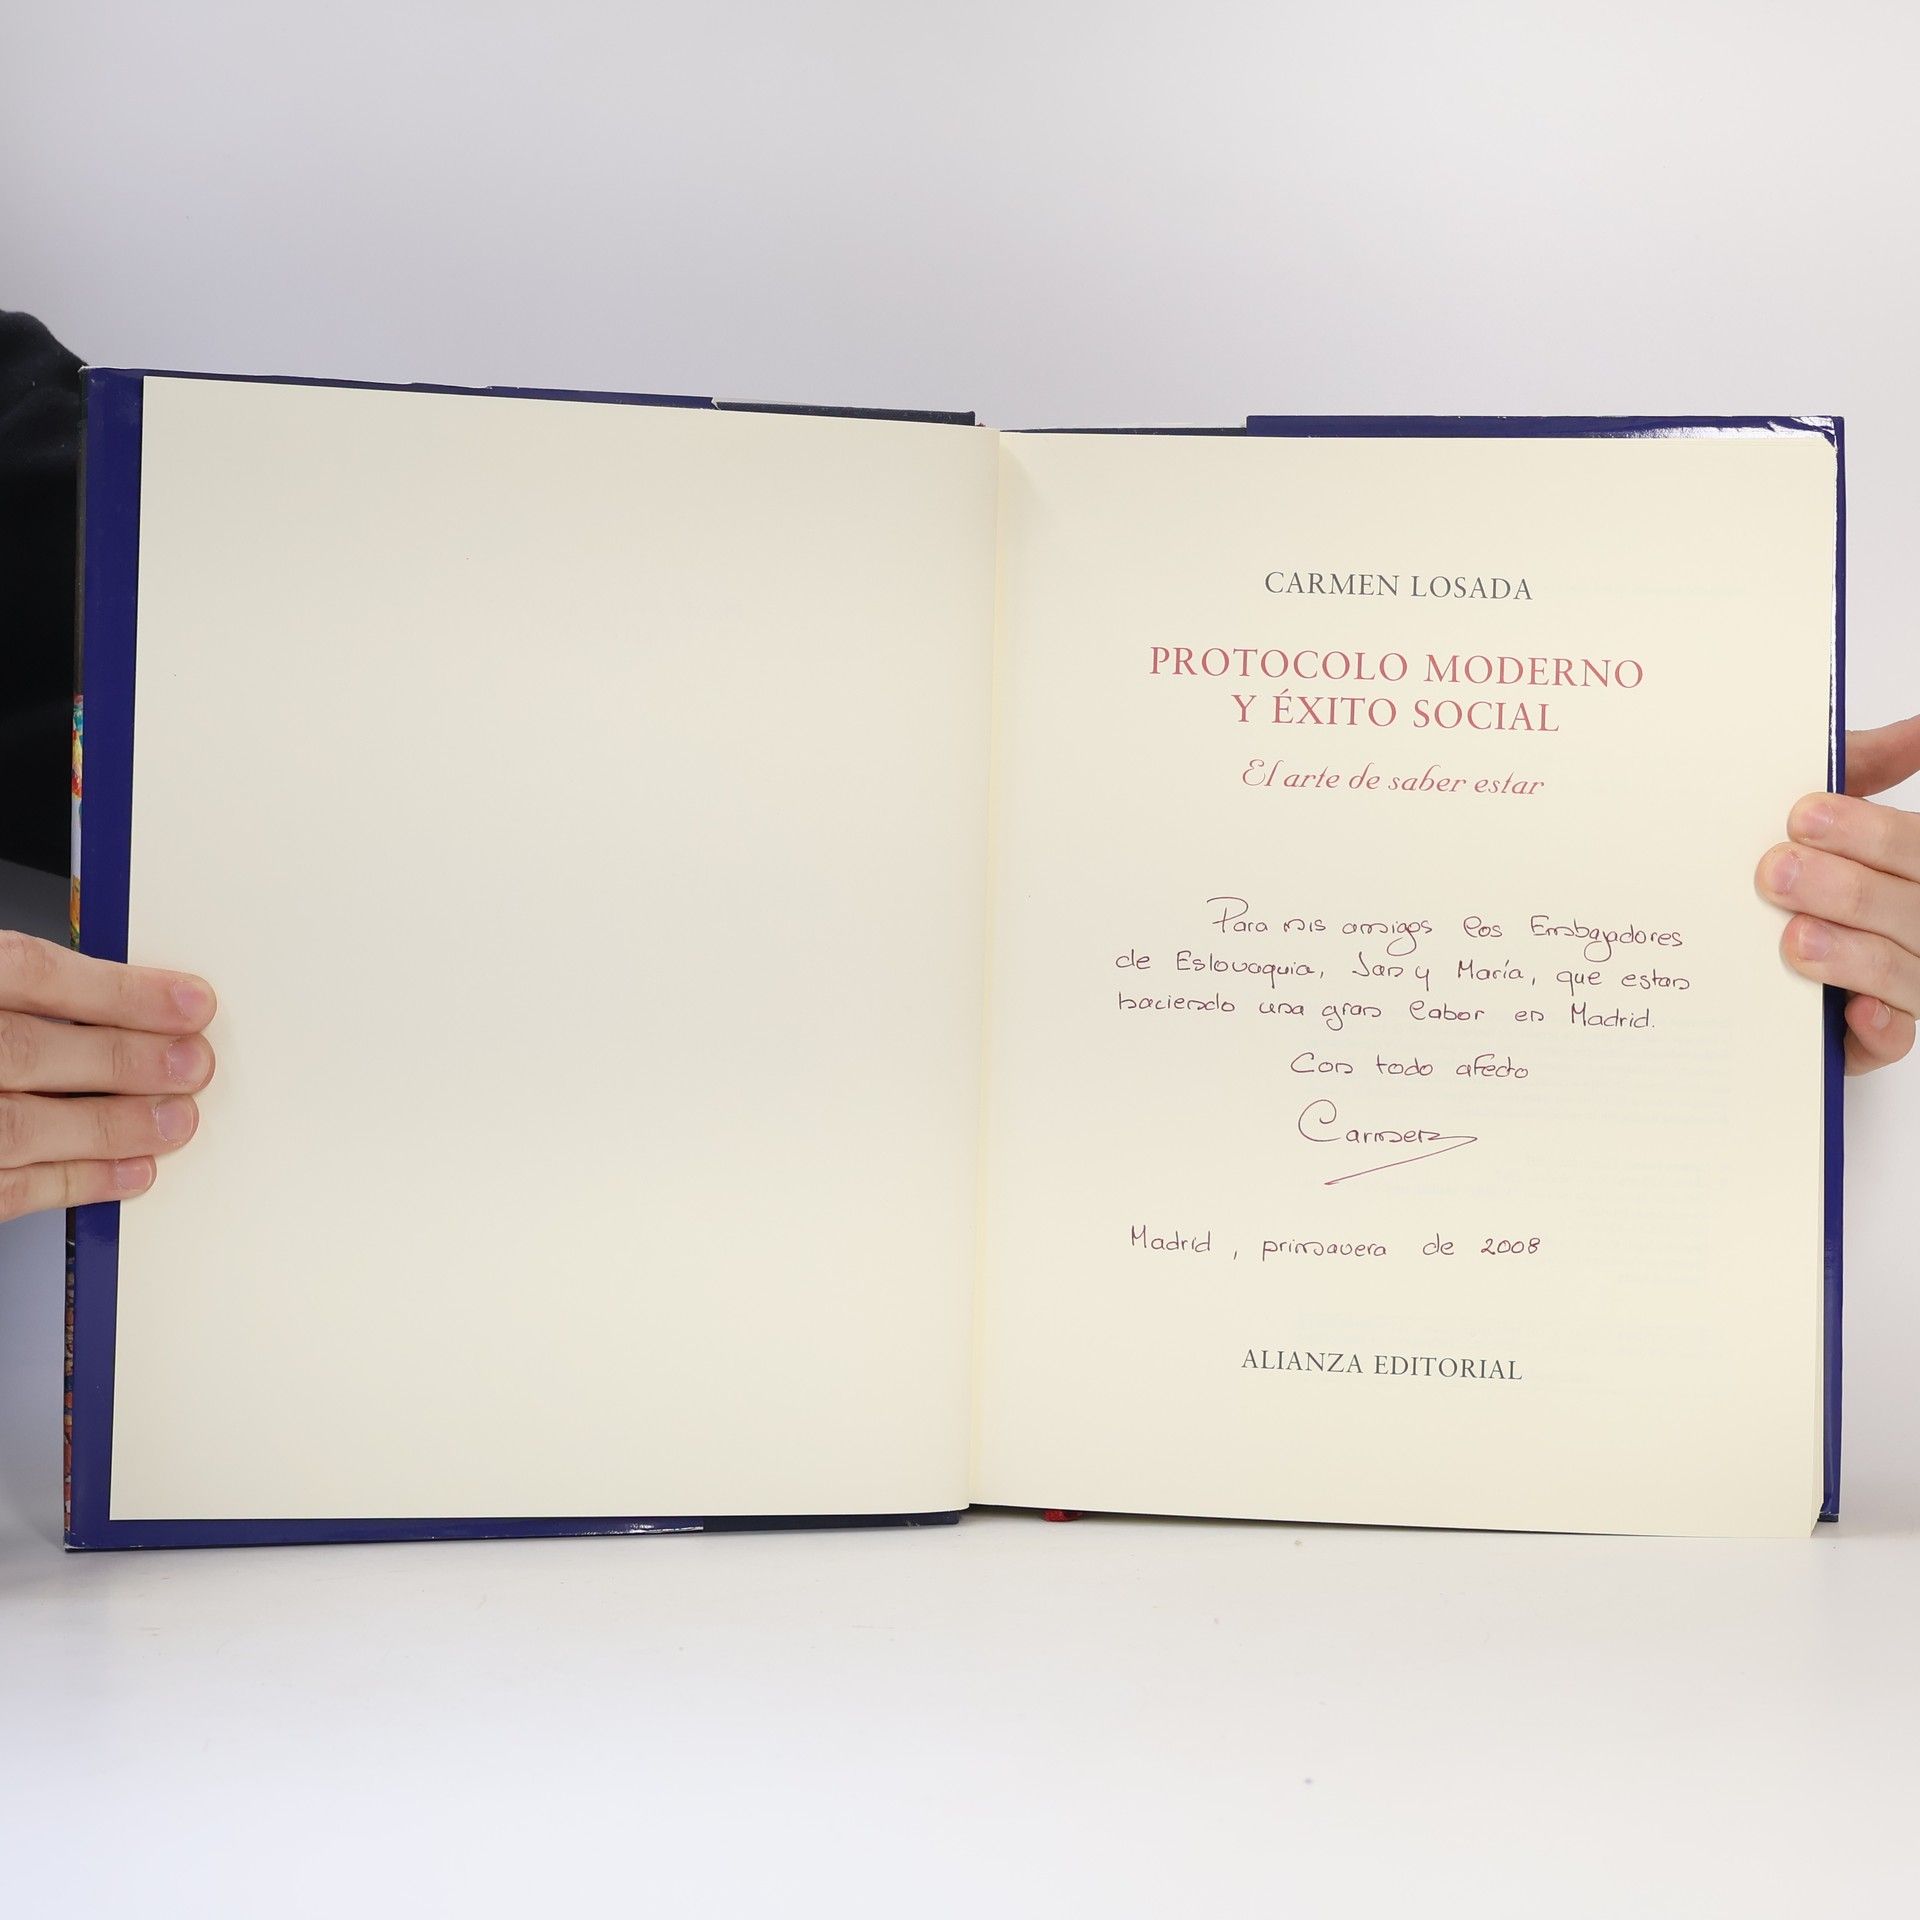 CARMEN LOSADA
PROTOCOLO MODERNO
Y ÉXITO SOCIAL
El arte de saber estar
Para mis amigos los Embajadores
de Eslovaquia, Jan y María, que estan
haciendo una gran labor en Madrid.
Con todo afecto
Carmen
Madrid, primavera de 2008
ALIANZA EDITORIAL